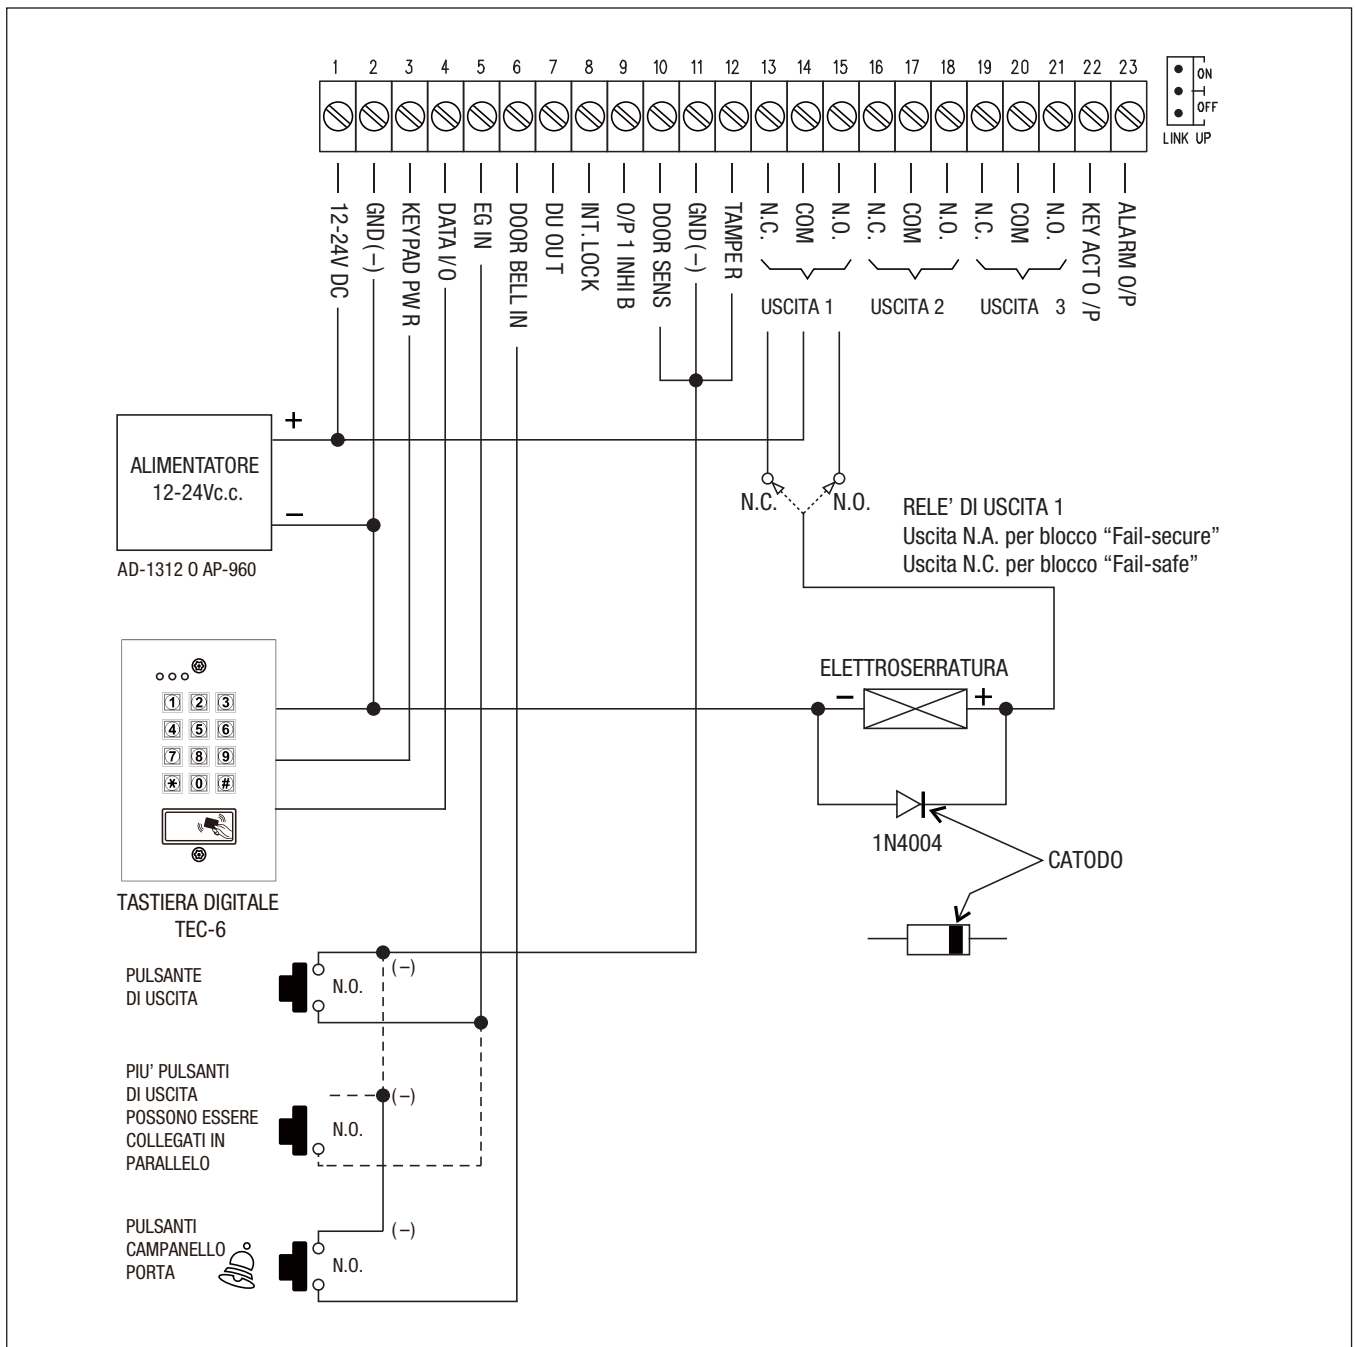 1 2 3 4 5 6 7 8 9 10 11 12 13 14 15 16 17 18 19 20 21 22 23
ON
OFF
LINK UP
12-24V DC
GND (–)
KEYPAD PWR
DATA I/O
EG IN
DOOR BELL IN
DU OUT
INT. LOCK
O/P 1 INHIB
DOOR SENS
GND (–)
TAMPER
N.C.
COM
N.O.
N.C.
COM
N.O.
N.C.
COM
N.O.
KEY ACT O/P
ALARM O/P
USCITA 1
USCITA 2
USCITA 3
+
ALIMENTATORE
12-24Vc.c.
–
AD-1312 O AP-960
N.C.
N.O.
RELE' DI USCITA 1
Uscita N.A. per blocco “Fail-secure”
Uscita N.C. per blocco “Fail-safe”
ELETTROSERRATURA
– +
1 2 3
4 5 6
7 8 9
* 0 #
1N4004
CATODO
TASTIERA DIGITALE
TEC-6
PULSANTE
DI USCITA
N.O.
(–)
PIU' PULSANTI
DI USCITA
POSSONO ESSERE
COLLEGATI IN
PARALLELO
N.O.
(–)
PULSANTI
CAMPANELLO
PORTA
N.O.
(–)